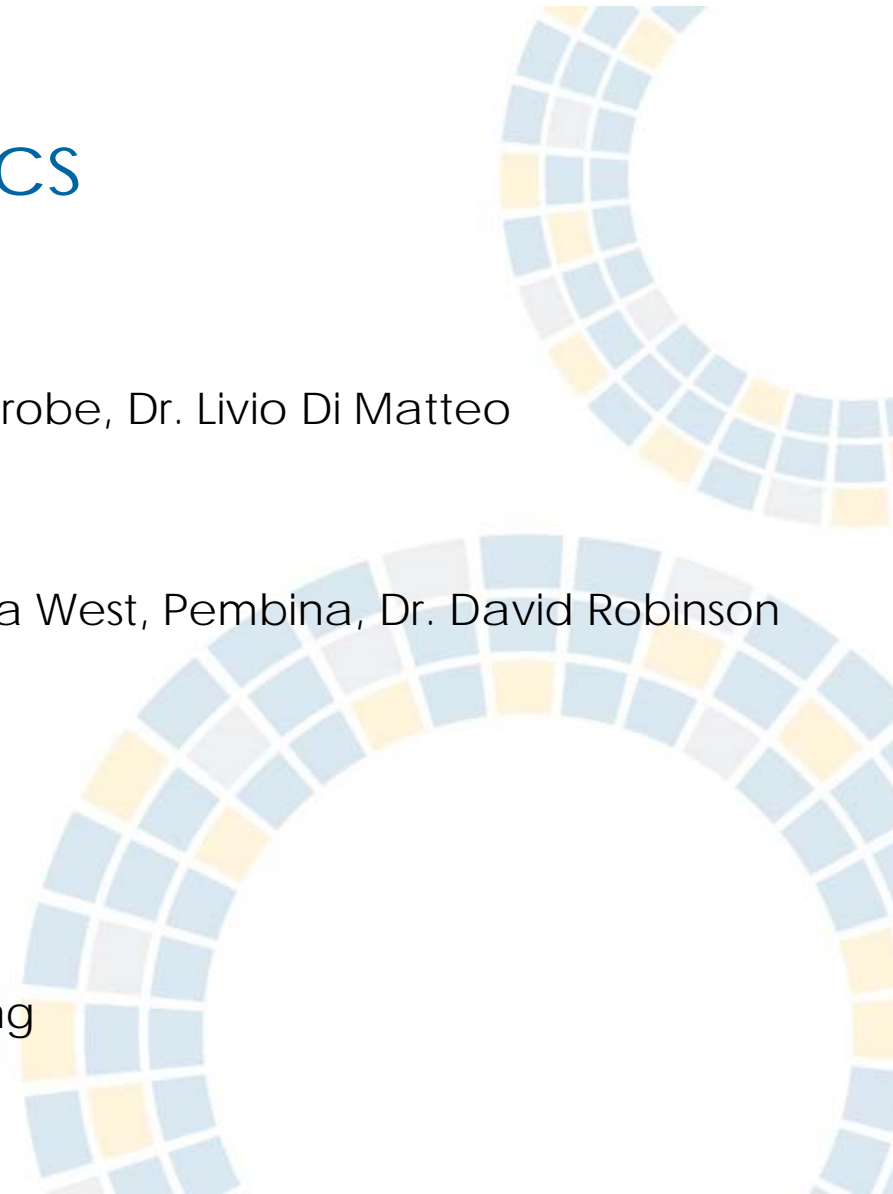 cs
robe, Dr. Livio Di Matteo
a West, Pembina, Dr. David Robinson
ng